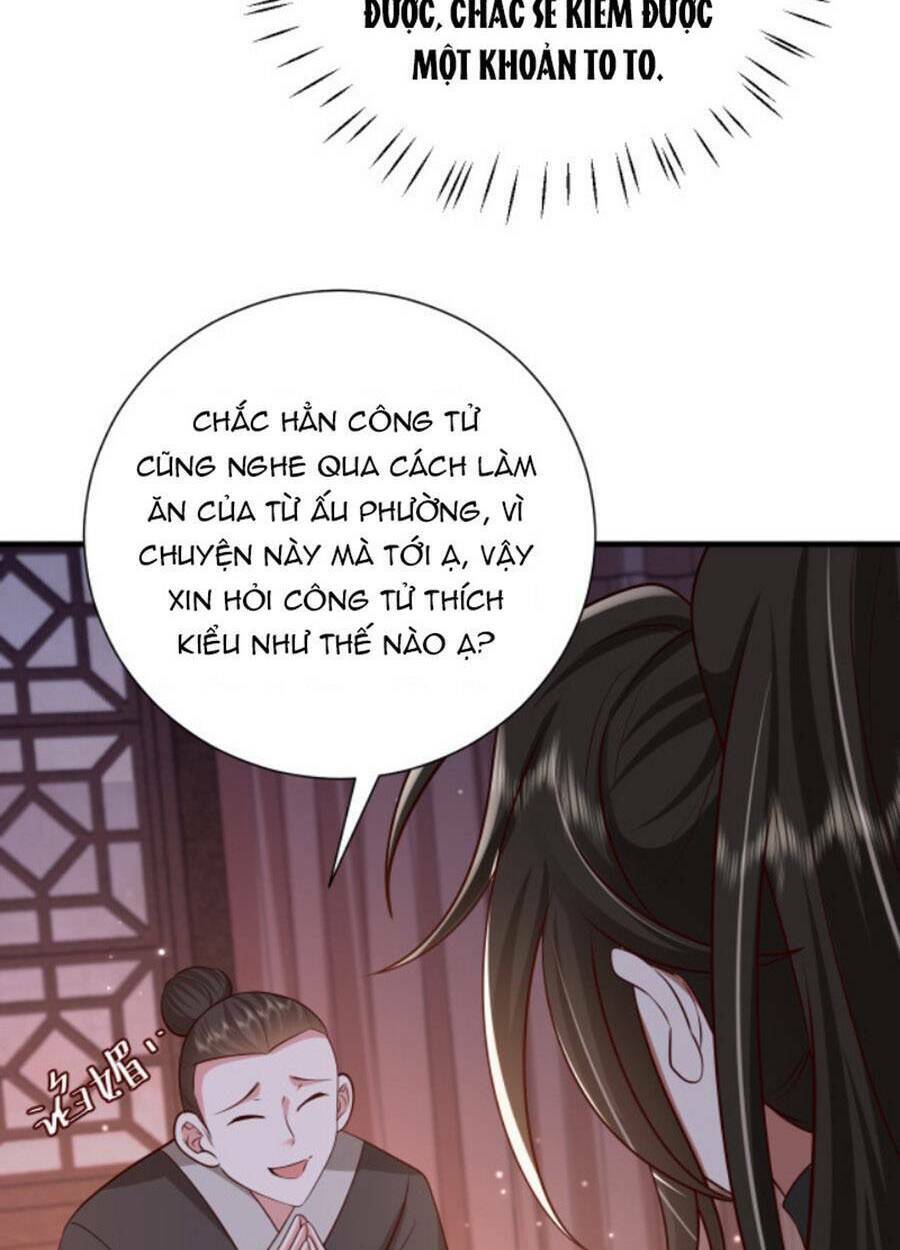 ĐƯỢC, CHẮC SẼ KIẾM ĐƯỢC
MỘT KHOẢN TO TO.
CHẮC HẲN CÔNG TỬ
CŨNG NGHE QUA CÁCH LÀM
ĂN CỦA TỪ ẤU PHƯỜNG, VÌ
CHUYỆN NÀY MÀ TỚI Ạ, VẬY
XIN HỎI CÔNG TỬ THÍCH
KIỂU NHƯ THẾ NÀO Ạ?
谄媚